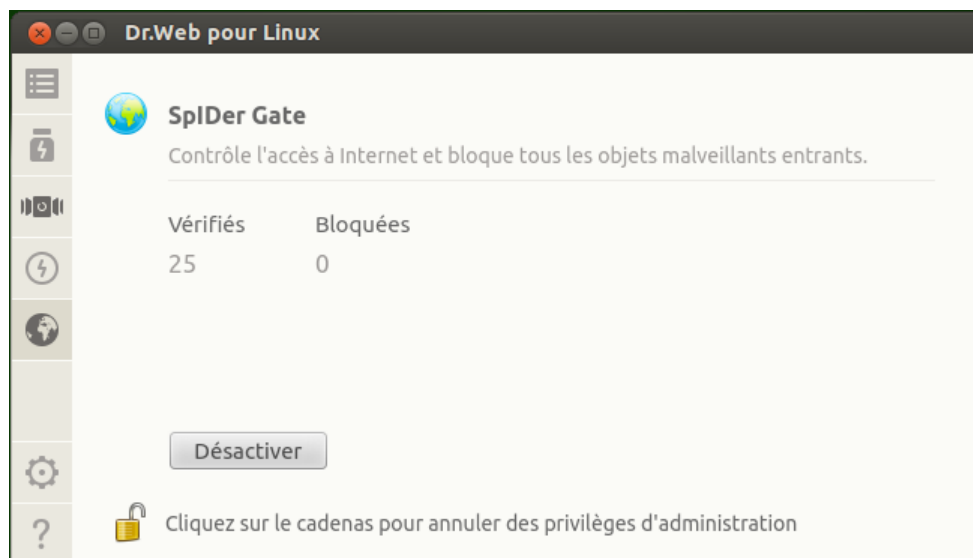 Dr.Web pour Linux
SpIDer Gate
Contrôle l'accès à Internet et bloque tous les objets malveillants entrants.
Vérifiés Bloquées
25 0
Désactiver
Cliquez sur le cadenas pour annuler des privilèges d'administration
?